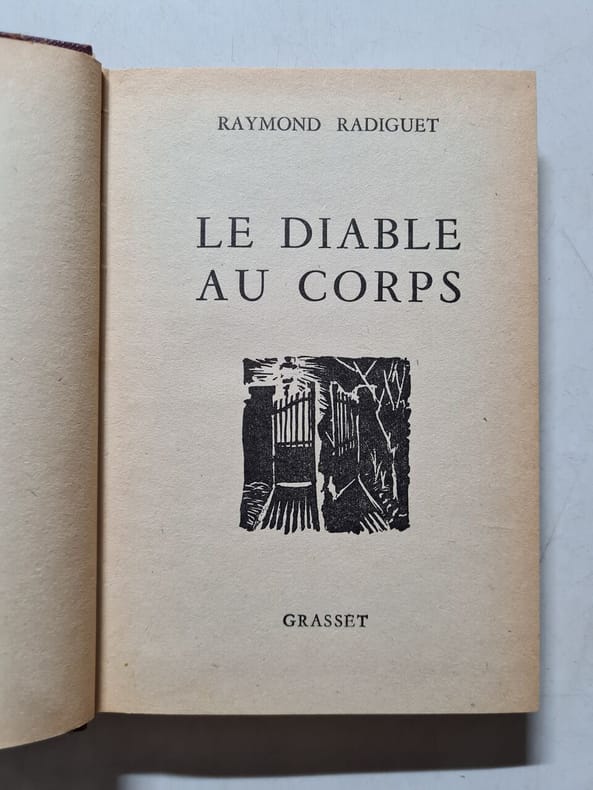 RAYMOND RADIGUET
LE DIABLE
AU CORPS
GRASSET